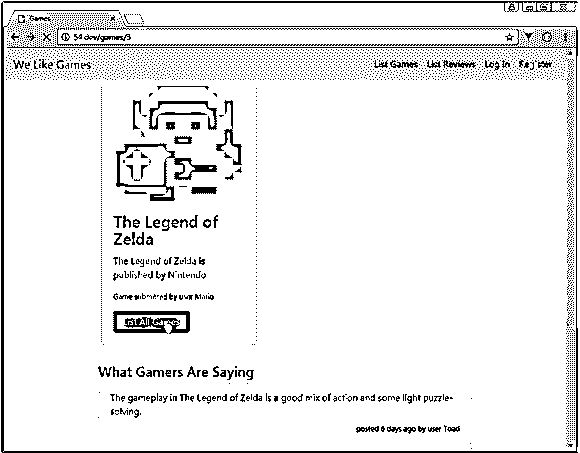 Games
54.dev/games/3
We Like Games
List Games List Reviews Log In Register
The Legend of
Zelda
The Legend of Zelda is
published by Nintendo
Game submitted by user Mario
What Gamers Are Saying
The gameplay in The Legend of Zelda is a good mix of action and some light puzzle-
solving.
posted 6 days ago by user Toad